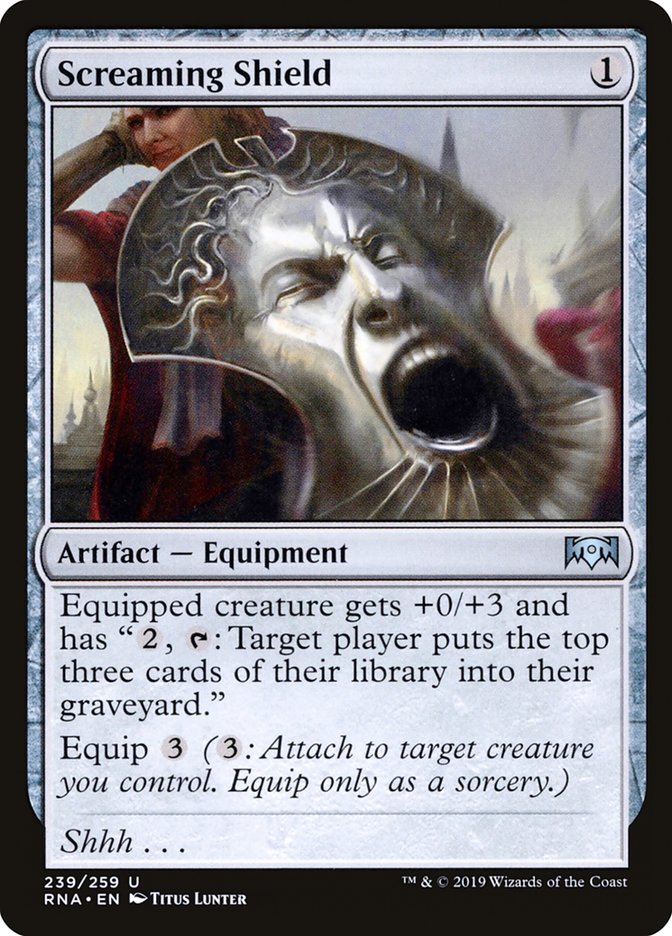 Screaming Shield 1
Artifact — Equipment
Equipped creature gets +0/+3 and
has “2, : Target player puts the top
three cards of their library into their
graveyard.”
Equip 3 (3: Attach to target creature
you control. Equip only as a sorcery.)
Shhh . . .
239/259 U
RNA • EN Titus Lunter
™ & © 2019 Wizards of the Coast